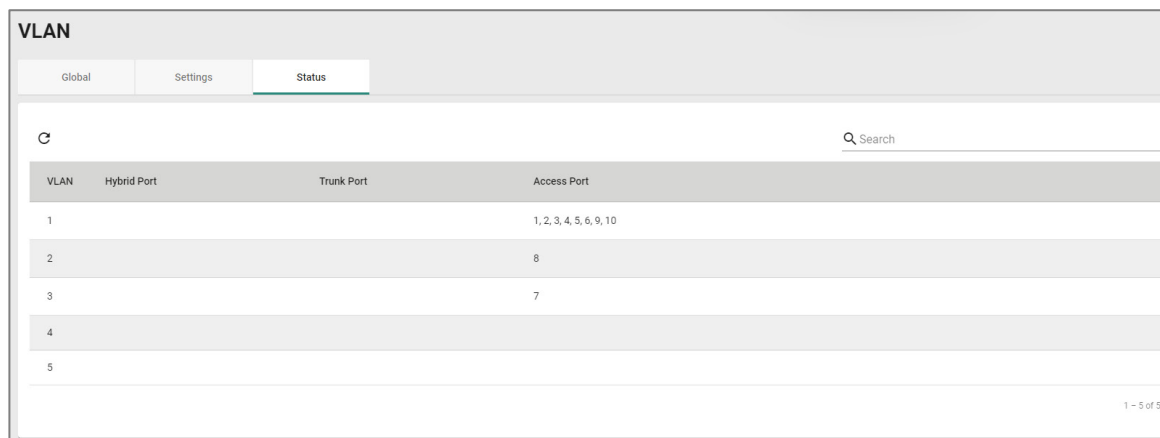 VLAN
Global Settings Status
Search
VLAN Hybrid Port Trunk Port Access Port
1 1, 2, 3, 4, 5, 6, 9, 10
2 8
3 7
4
5
1 – 5 of 5